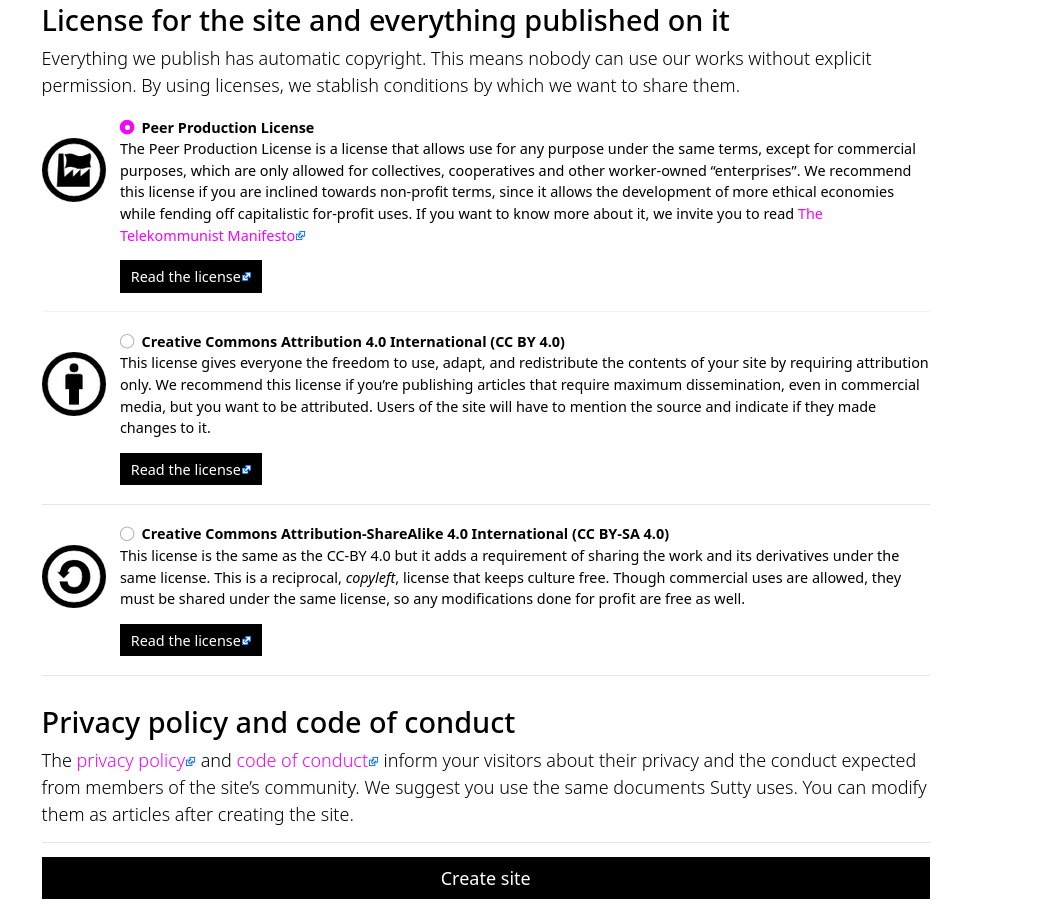 License for the site and everything published on it
Everything we publish has automatic copyright. This means nobody can use our works without explicit
permission. By using licenses, we stablish conditions by which we want to share them.
Peer Production License
The Peer Production License is a license that allows use for any purpose under the same terms, except for commercial
purposes, which are only allowed for collectives, cooperatives and other worker-owned “enterprises”. We recommend
this license if you are inclined towards non-profit terms, since it allows the development of more ethical economies
while fending off capitalistic for-profit uses. If you want to know more about it, we invite you to read The
Telekommunist Manifesto
Read the license
Creative Commons Attribution 4.0 International (CC BY 4.0)
This license gives everyone the freedom to use, adapt, and redistribute the contents of your site by requiring attribution
only. We recommend this license if you’re publishing articles that require maximum dissemination, even in commercial
media, but you want to be attributed. Users of the site will have to mention the source and indicate if they made
changes to it.
Read the license
Creative Commons Attribution-ShareAlike 4.0 International (CC BY-SA 4.0)
This license is the same as the CC-BY 4.0 but it adds a requirement of sharing the work and its derivatives under the
same license. This is a reciprocal, copyleft, license that keeps culture free. Though commercial uses are allowed, they
must be shared under the same license, so any modifications done for profit are free as well.
Read the license
Privacy policy and code of conduct
The privacy policy and code of conduct inform your visitors about their privacy and the conduct expected
from members of the site’s community. We suggest you use the same documents Sutty uses. You can modify
them as articles after creating the site.
Create site